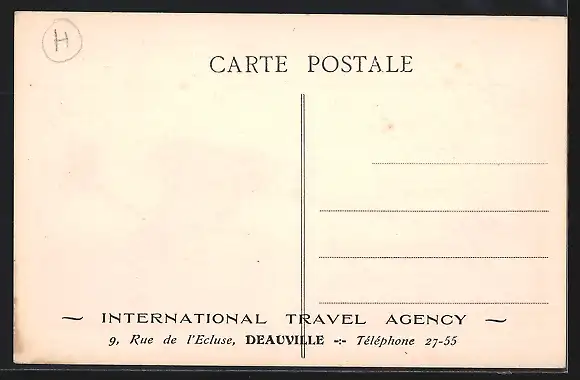 H
CARTE POSTALE
~ INTERNATIONAL TRAVEL AGENCY ~
9, Rue de l'Ecluse, DEAUVILLE -:- Téléphone 27-55